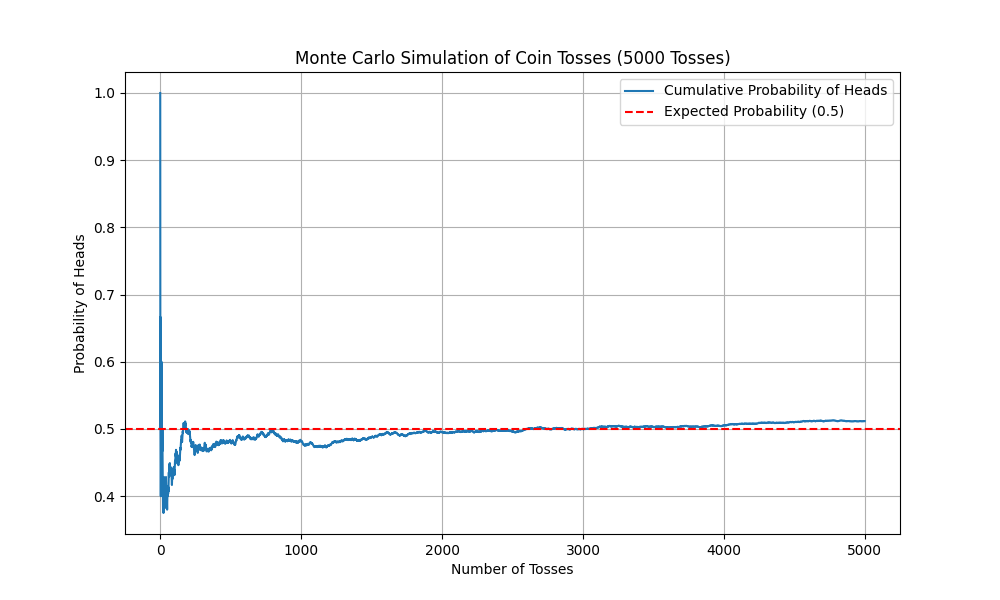 Monte Carlo Simulation of Coin Tosses (5000 Tosses)
Cumulative Probability of Heads
Expected Probability (0.5)
1.0
0.9
0.8
0.7
0.6
0.5
0.4
Probability of Heads
0 1000 2000 3000 4000 5000
Number of Tosses